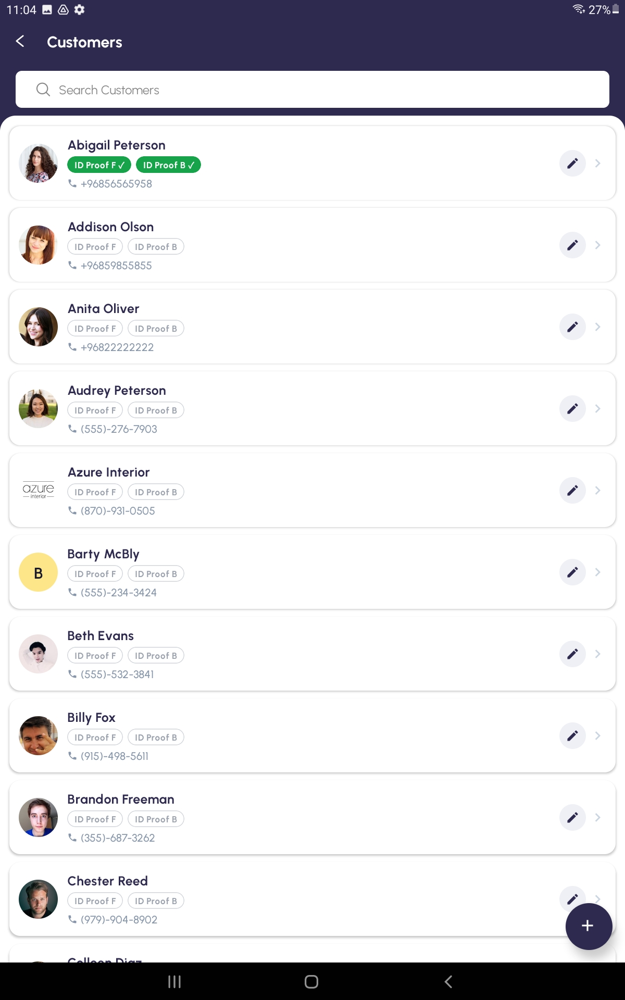 11:04 27%
Customers
Search Customers
Abigail Peterson
ID Proof F ✓ ID Proof B ✓
+96856565958
Addison Olson
ID Proof F ID Proof B
+96859855855
Anita Oliver
ID Proof F ID Proof B
+96822222222
Audrey Peterson
ID Proof F ID Proof B
(555)-276-7903
azure
interior
Azure Interior
ID Proof F ID Proof B
(870)-931-0505
B
Barty McBly
ID Proof F ID Proof B
(555)-234-3424
Beth Evans
ID Proof F ID Proof B
(555)-532-3841
Billy Fox
ID Proof F ID Proof B
(915)-498-5611
Brandon Freeman
ID Proof F ID Proof B
(355)-687-3262
Chester Reed
ID Proof F ID Proof B
(979)-904-8902
Colleen Diaz